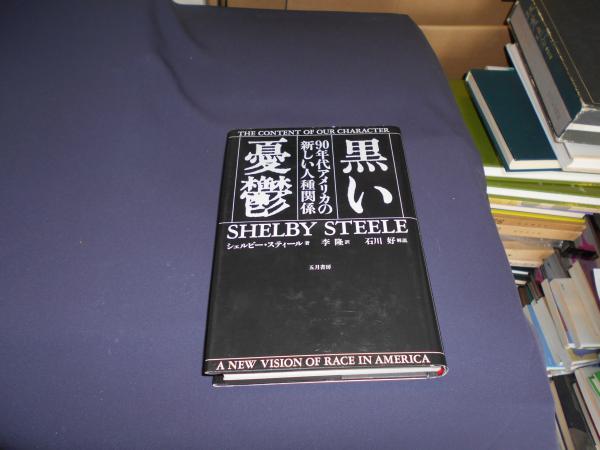 THE CONTENT OF OUR CHARACTER
黒い
憂鬱
90年代アメリカの
新しい人種関係
SHELBY STEELE
シェルビー・スティール 著 李 隆 訳 石川 好 解説
五月書房
A NEW VISION OF RACE IN AMERICA